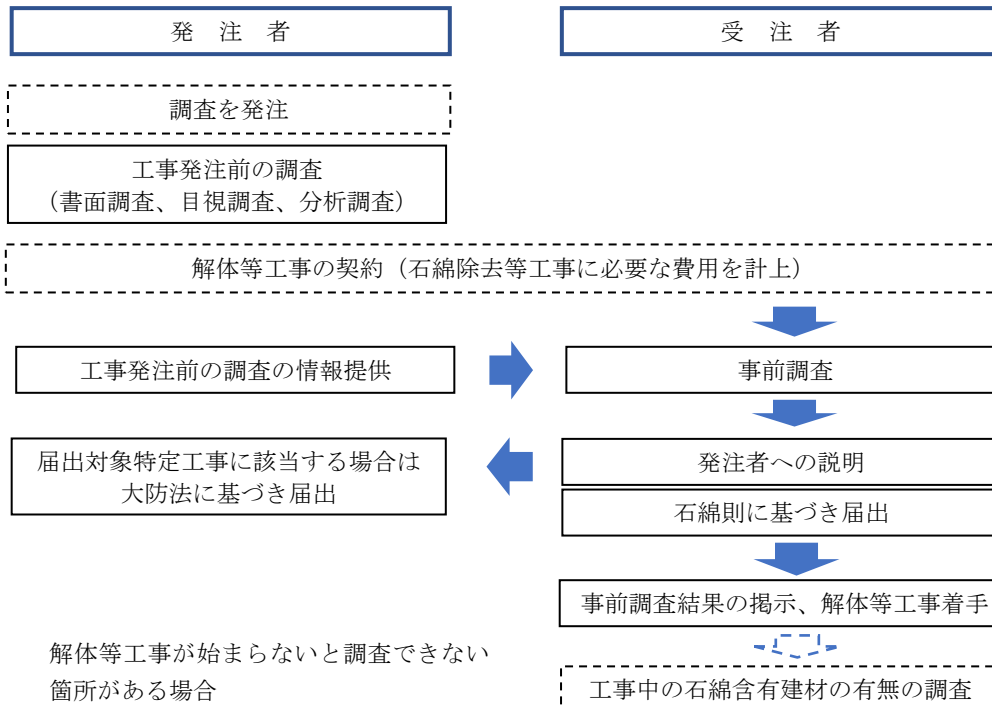 発 注 者
受 注 者
調査を発注
工事発注前の調査
（書面調査、目視調査、分析調査）
解体等工事の契約（石綿除去等工事に必要な費用を計上）
工事発注前の調査の情報提供
事前調査
届出対象特定工事に該当する場合は
大防法に基づき届出
発注者への説明
石綿則に基づき届出
事前調査結果の掲示、解体等工事着手
解体等工事が始まらないと調査できない
箇所がある場合
工事中の石綿含有建材の有無の調査